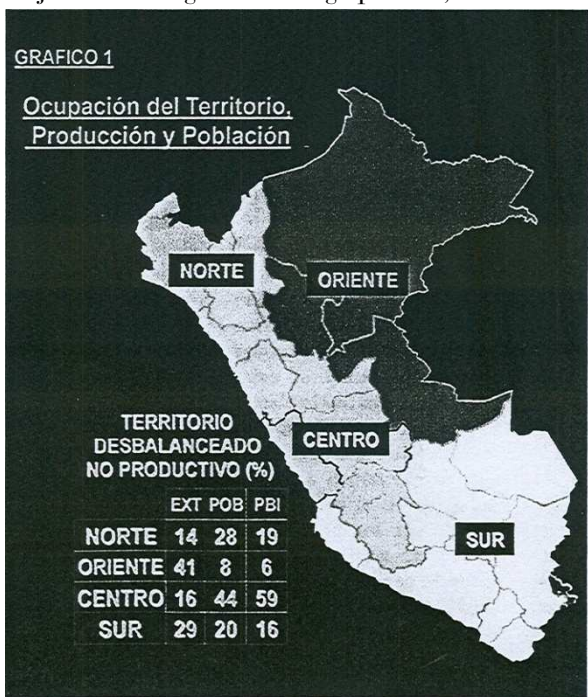 GRAFICO 1
Ocupación del Territorio,
Producción y Población
NORTE
ORIENTE
CENTRO
SUR
TERRITORIO
DESBALANCEADO
NO PRODUCTIVO (%)
EXT POB PBI
NORTE 14 28 19
ORIENTE 41 8 6
CENTRO 16 44 59
SUR 29 20 16